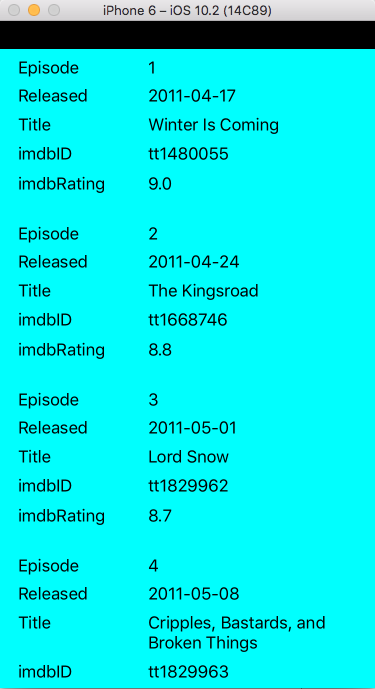 iPhone 6 – iOS 10.2 (14C89)
Episode 1
Released 2011-04-17
Title Winter Is Coming
imdbID tt1480055
imdbRating 9.0
Episode 2
Released 2011-04-24
Title The Kingsroad
imdbID tt1668746
imdbRating 8.8
Episode 3
Released 2011-05-01
Title Lord Snow
imdbID tt1829962
imdbRating 8.7
Episode 4
Released 2011-05-08
Title Cripples, Bastards, and
Broken Things
imdbID tt1829963